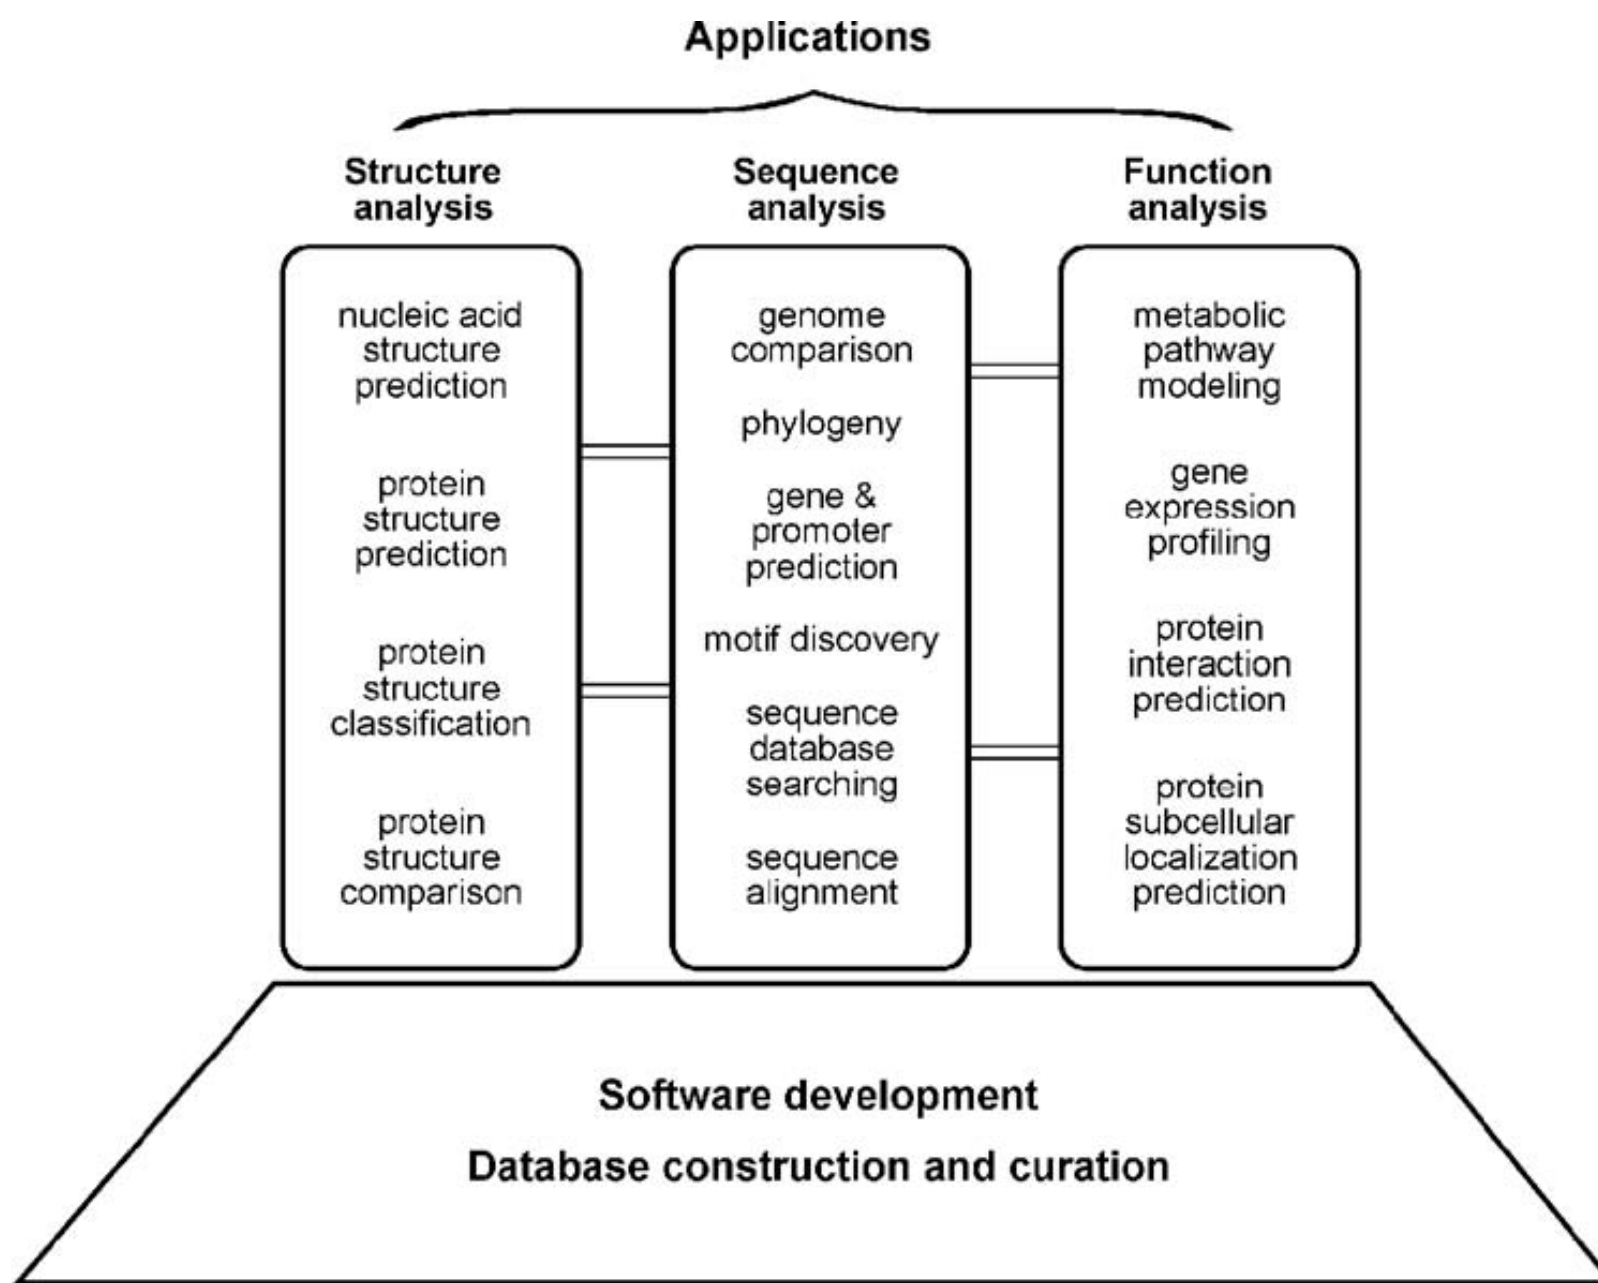 Applications
Structure
analysis
nucleic acid
structure
prediction
protein
structure
prediction
protein
structure
classification
protein
structure
comparison
Sequence
analysis
genome
comparison
phylogeny
gene &
promoter
prediction
motif discovery
sequence
database
searching
sequence
alignment
Function
analysis
metabolic
pathway
modeling
gene
expression
profiling
protein
interaction
prediction
protein
subcellular
localization
prediction
Software development
Database construction and curation